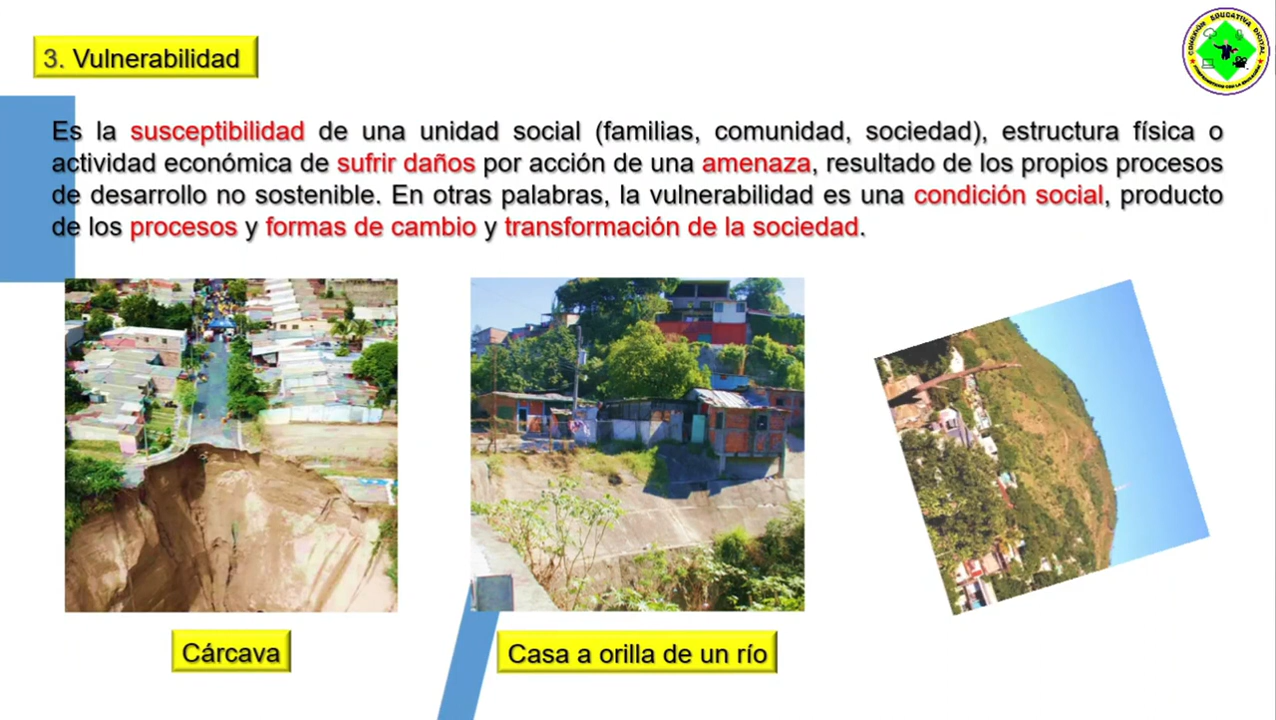 3. Vulnerabilidad
CONEXIÓN EDUCATIVA DIGITAL
Es la susceptibilidad de una unidad social (familias, comunidad, sociedad), estructura física o
actividad económica de sufrir daños por acción de una amenaza, resultado de los propios procesos
de desarrollo no sostenible. En otras palabras, la vulnerabilidad es una condición social, producto
de los procesos y formas de cambio y transformación de la sociedad.
Cárcava
Casa a orilla de un río